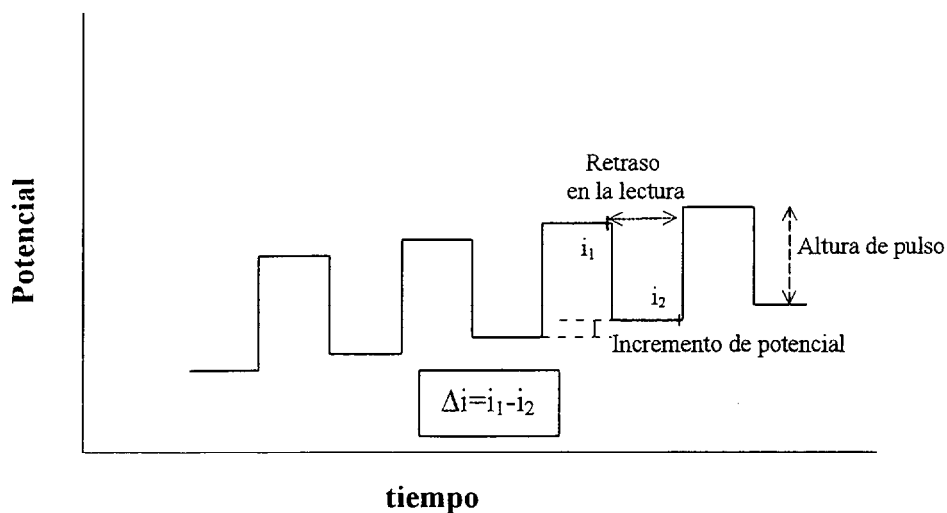 Potencial
Retraso
en la lectura
i₁
Altura de pulso
i₂
Incremento de potencial
Δi=i₁-i₂
tiempo